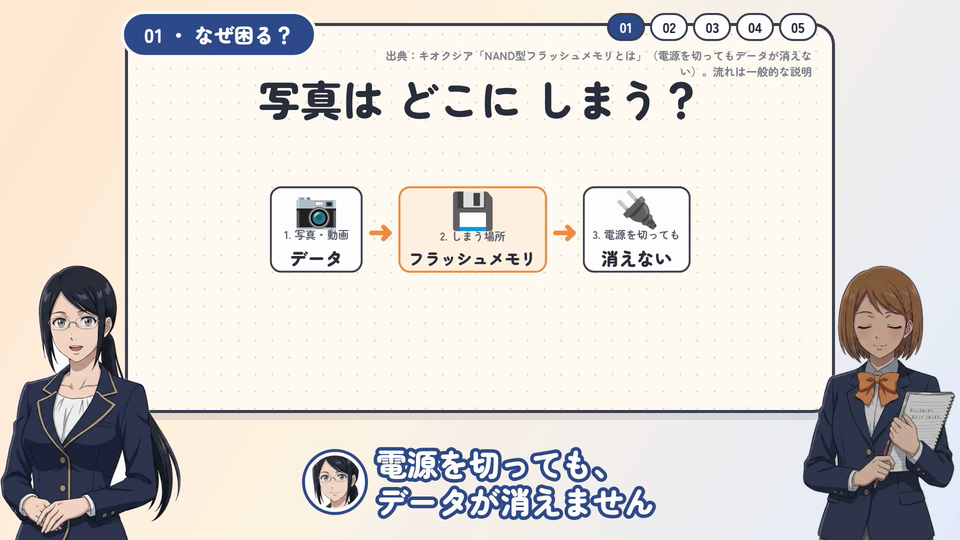 01 ・ なぜ困る？
01 02 03 04 05
出典：キオクシア「NAND型フラッシュメモリとは」（電源を切ってもデータが消えな
い）。流れは一般的な説明
写真は どこに しまう？
1. 写真・動画
データ
2. しまう場所
フラッシュメモリ
3. 電源を切っても
消えない
電源を切っても、
データが消えません